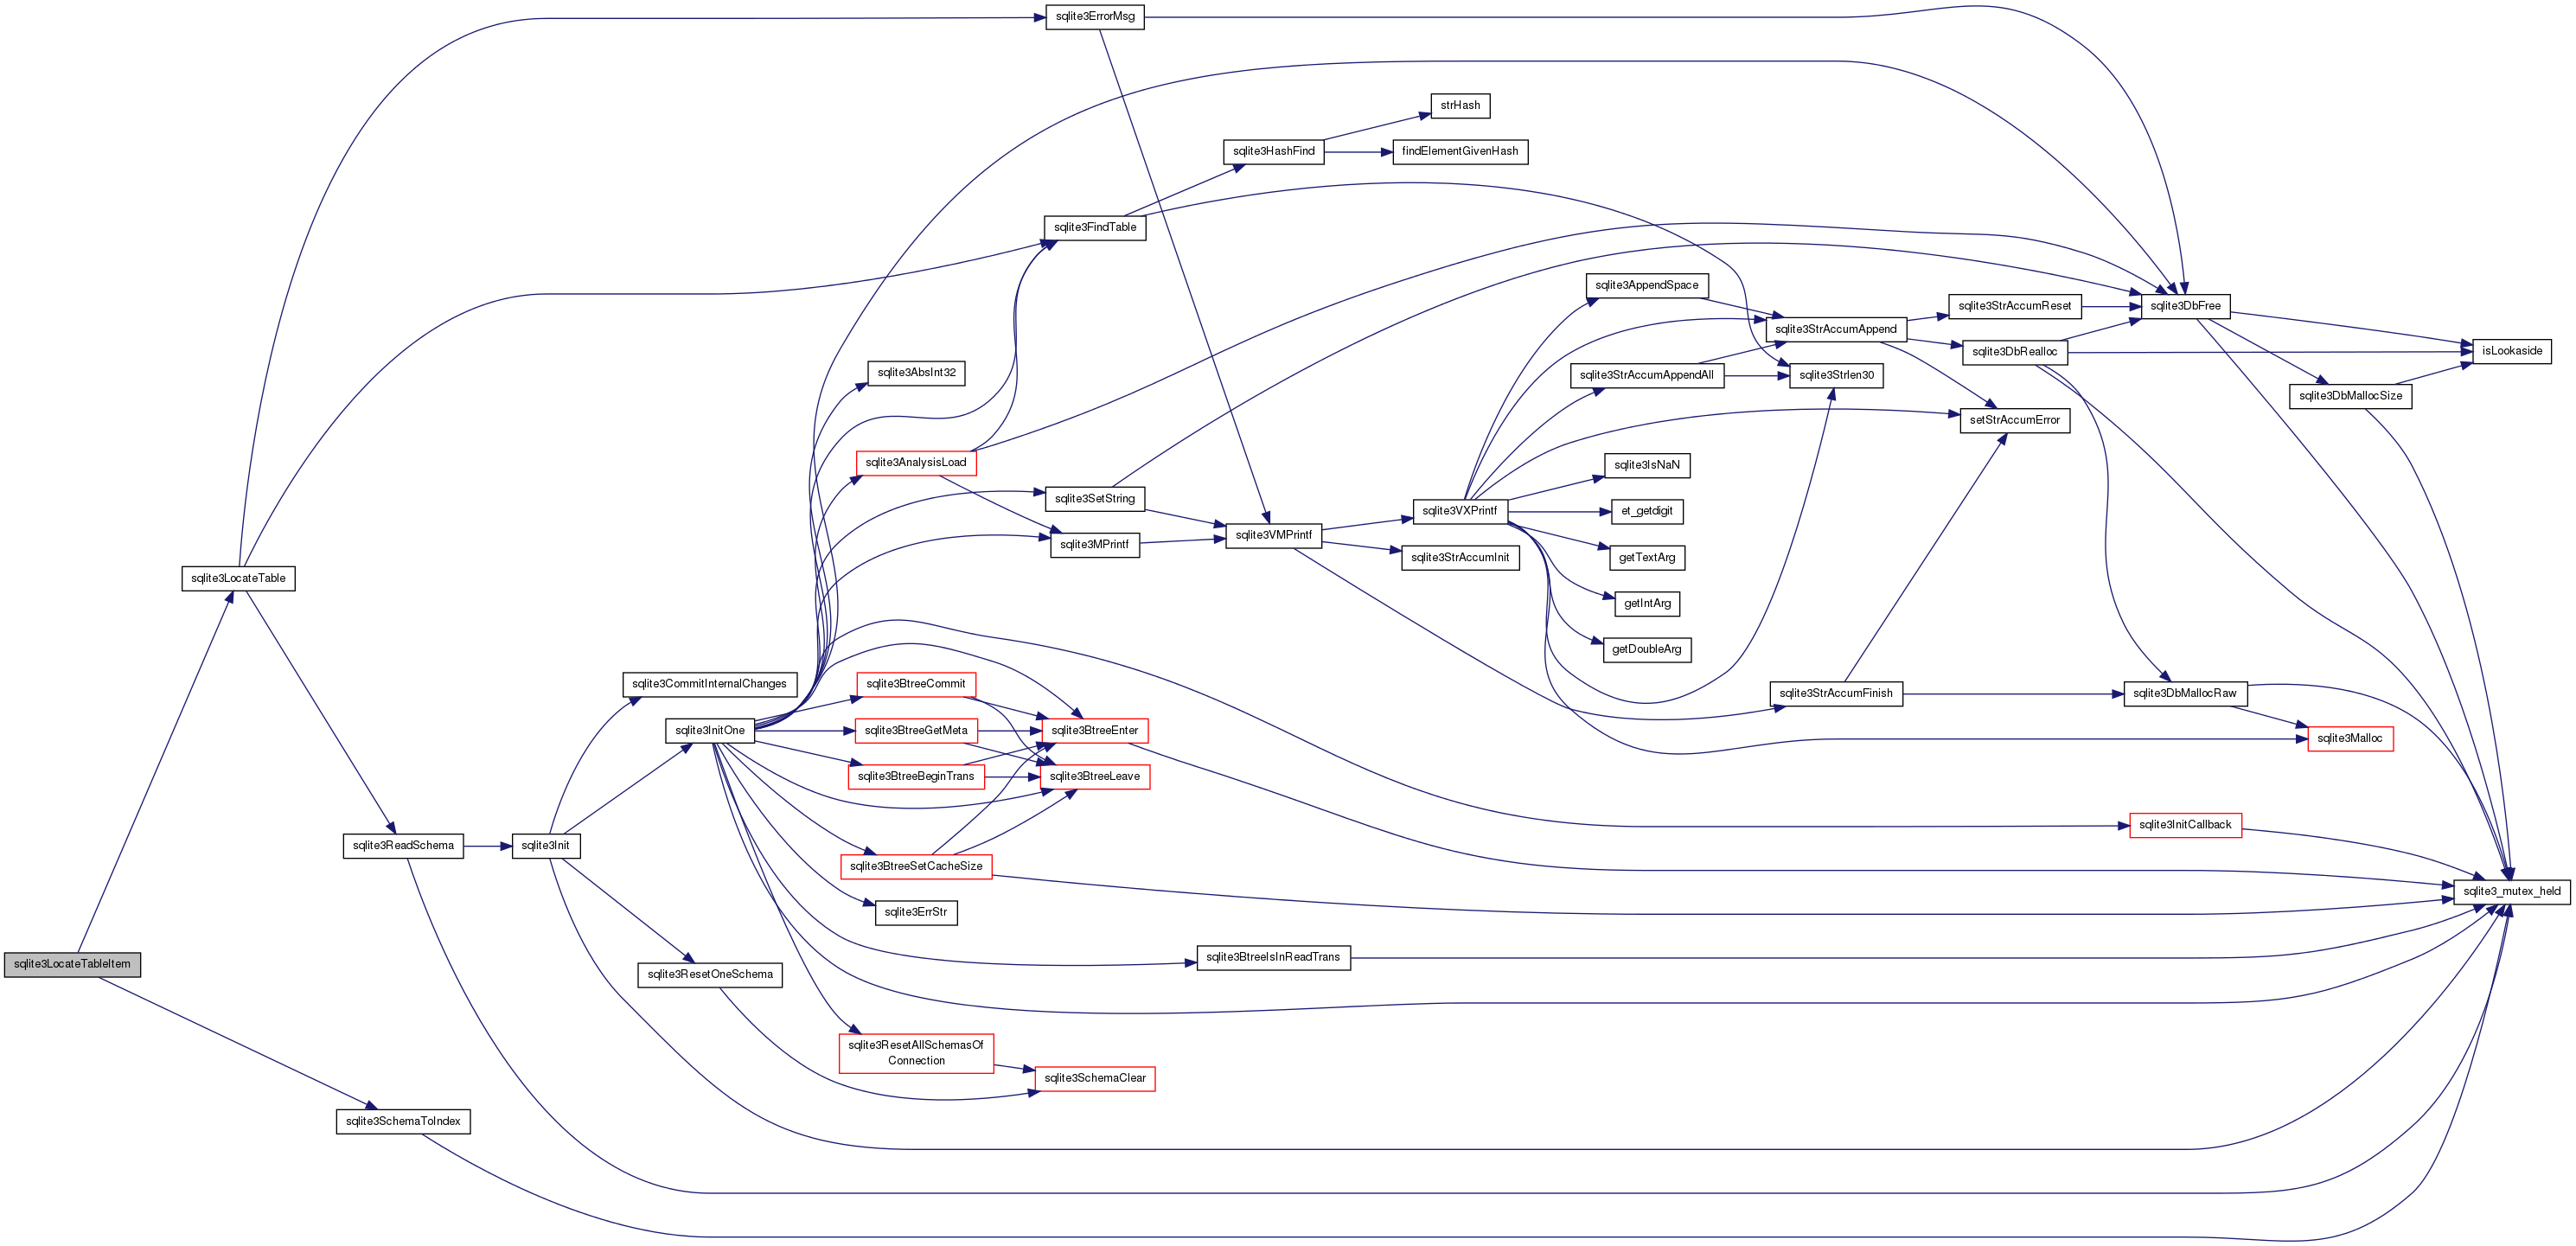 sqlite3ErrorMsg
strHash
sqlite3HashFind
findElementGivenHash
sqlite3FindTable
sqlite3AppendSpace
sqlite3StrAccumReset
sqlite3DbFree
sqlite3StrAccumAppend
sqlite3DbRealloc
isLookaside
sqlite3AbsInt32
sqlite3StrAccumAppendAll
sqlite3Strlen30
sqlite3DbMallocSize
setStrAccumError
sqlite3AnalysisLoad
sqlite3IsNaN
sqlite3SetString
sqlite3VXPrintf
et_getdigit
sqlite3VMPrintf
sqlite3MPrintf
sqlite3StrAccumInit
getTextArg
sqlite3LocateTable
getIntArg
getDoubleArg
sqlite3CommitInternalChanges
sqlite3BtreeCommit
sqlite3StrAccumFinish
sqlite3DbMallocRaw
sqlite3InitOne
sqlite3BtreeGetMeta
sqlite3BtreeEnter
sqlite3Malloc
sqlite3BtreeBeginTrans
sqlite3BtreeLeave
sqlite3InitCallback
sqlite3ReadSchema
sqlite3Init
sqlite3BtreeSetCacheSize
sqlite3_mutex_held
sqlite3ErrStr
sqlite3LocateTableItem
sqlite3ResetOneSchema
sqlite3BtreeIsInReadTrans
sqlite3ResetAllSchemasOf
Connection
sqlite3SchemaClear
sqlite3SchemaToIndex